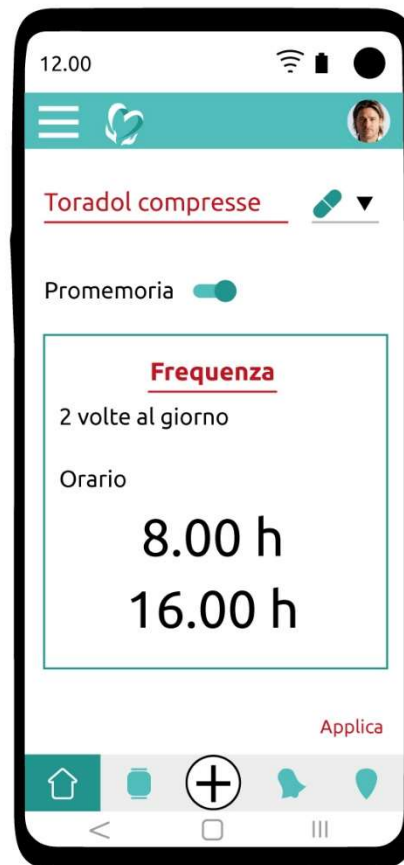 12.00
Toradol compresse
Promemoria
Frequenza
2 volte al giorno
Orario
8.00 h
16.00 h
Applica